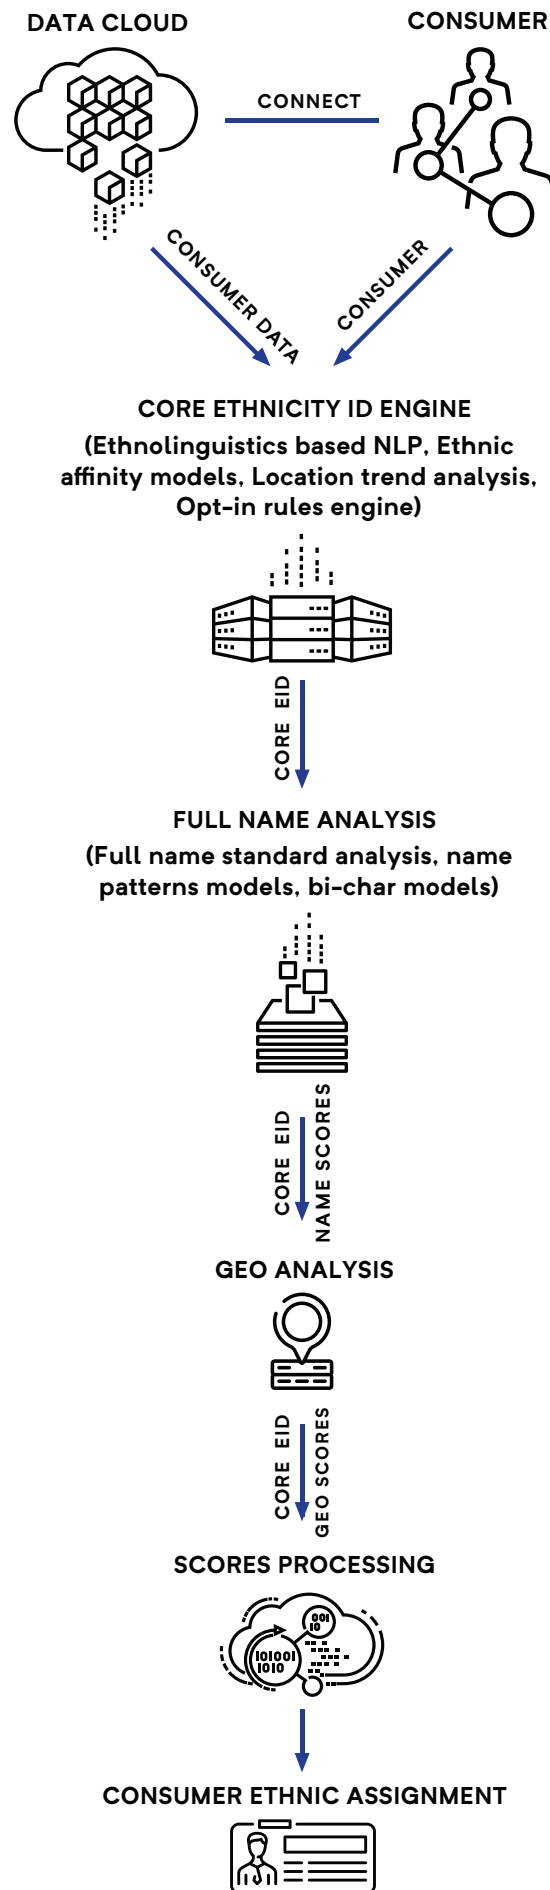 DATA CLOUD
CONSUMER
CONNECT
CONSUMER DATA
CONSUMER
CORE ETHNICITY ID ENGINE
(Ethnolinguistics based NLP, Ethnic
affinity models, Location trend analysis,
Opt-in rules engine)
CORE EID
FULL NAME ANALYSIS
(Full name standard analysis, name
patterns models, bi-char models)
CORE EID
NAME SCORES
GEO ANALYSIS
CORE EID
GEO SCORES
SCORES PROCESSING
001
10
101001
1010
CONSUMER ETHNIC ASSIGNMENT